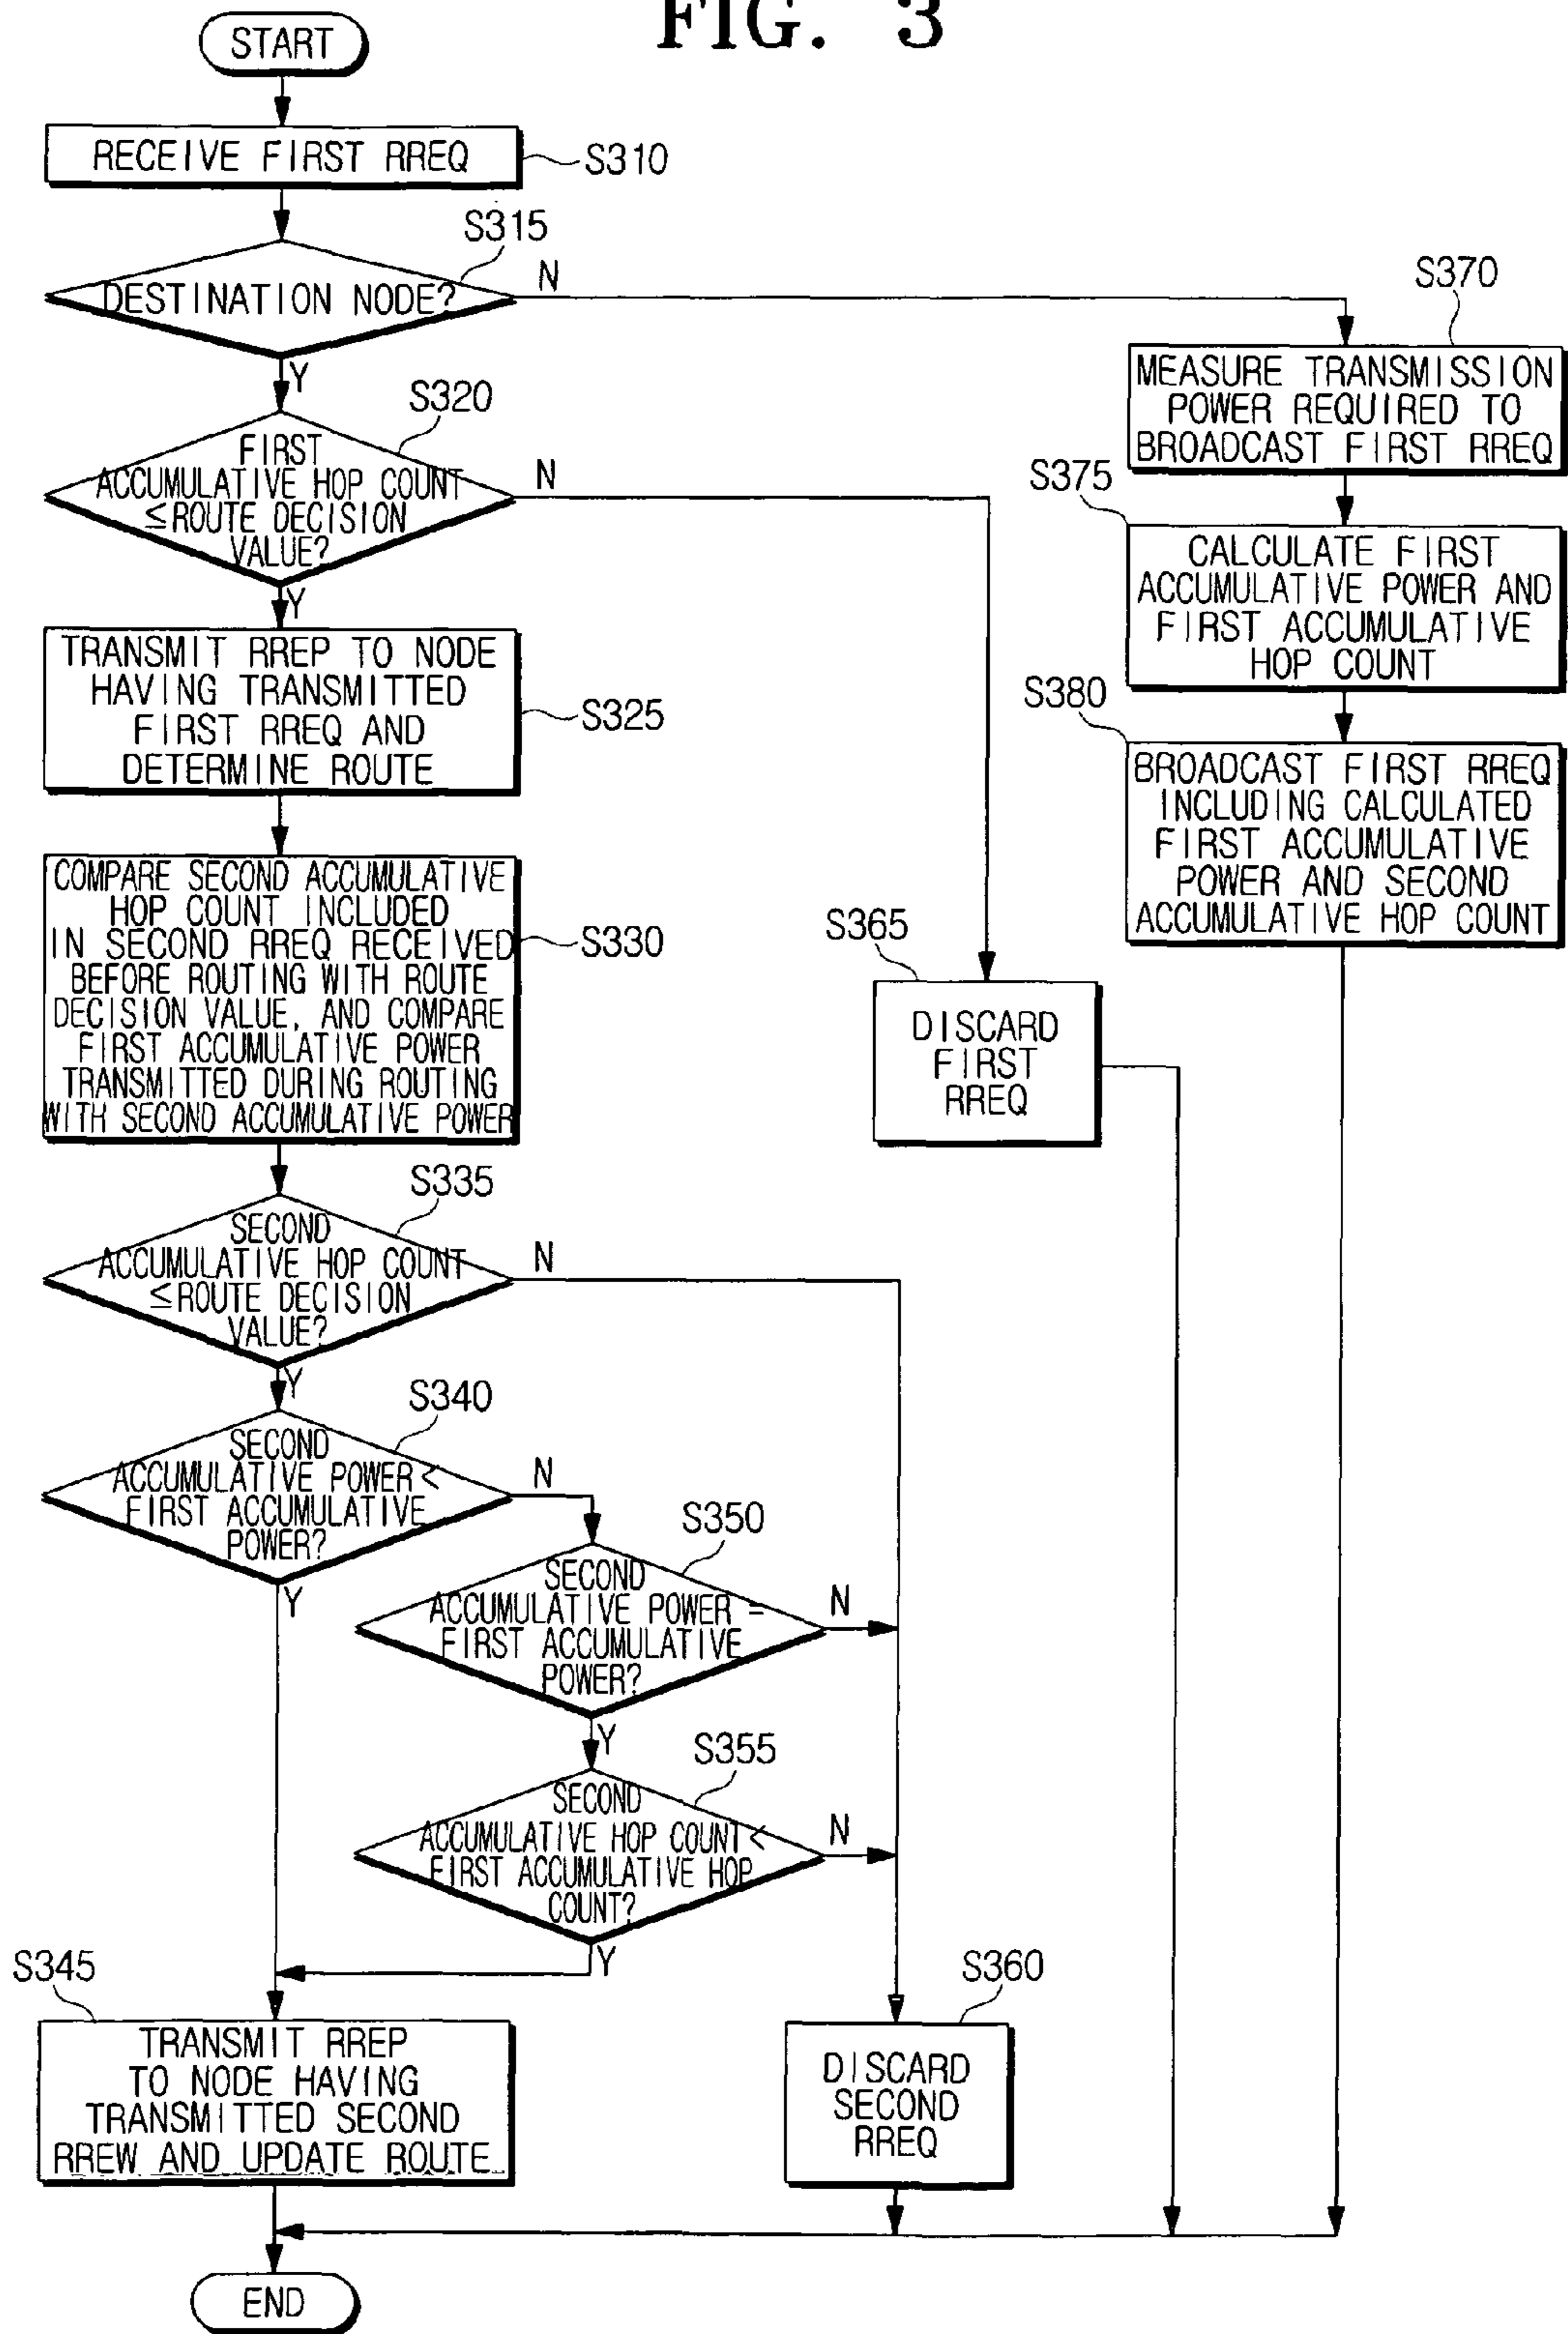 FIG. 3
START
RECEIVE FIRST RREQ
S310
S315
DESTINATION NODE?
N
Y
S320
FIRST
ACCUMULATIVE HOP COUNT
≤ROUTE DECISION
VALUE?
N
Y
TRANSMIT RREP TO NODE
HAVING TRANSMITTED
FIRST RREQ AND
DETERMINE ROUTE
S325
COMPARE SECOND ACCUMULATIVE
HOP COUNT INCLUDED
IN SECOND RREQ RECEIVED
BEFORE ROUTING WITH ROUTE
DECISION VALUE, AND COMPARE
FIRST ACCUMULATIVE POWER
TRANSMITTED DURING ROUTING
WITH SECOND ACCUMULATIVE POWER
S330
S335
SECOND
ACCUMULATIVE HOP COUNT
≤ROUTE DECISION
VALUE?
N
Y
S340
SECOND
ACCUMULATIVE POWER<
FIRST ACCUMULATIVE
POWER?
N
Y
S350
SECOND
ACCUMULATIVE POWER =
FIRST ACCUMULATIVE
POWER?
N
Y
S355
SECOND
ACCUMULATIVE HOP COUNT<
FIRST ACCUMULATIVE HOP
COUNT?
N
Y
S345
TRANSMIT RREP
TO NODE HAVING
TRANSMITTED SECOND
RREW AND UPDATE ROUTE
S360
DISCARD
SECOND
RREQ
S365
DISCARD
FIRST
RREQ
S370
MEASURE TRANSMISSION
POWER REQUIRED TO
BROADCAST FIRST RREQ
S375
CALCULATE FIRST
ACCUMULATIVE POWER AND
FIRST ACCUMULATIVE
HOP COUNT
S380
BROADCAST FIRST RREQ
INCLUDING CALCULATED
FIRST ACCUMULATIVE
POWER AND SECOND
ACCUMULATIVE HOP COUNT
END